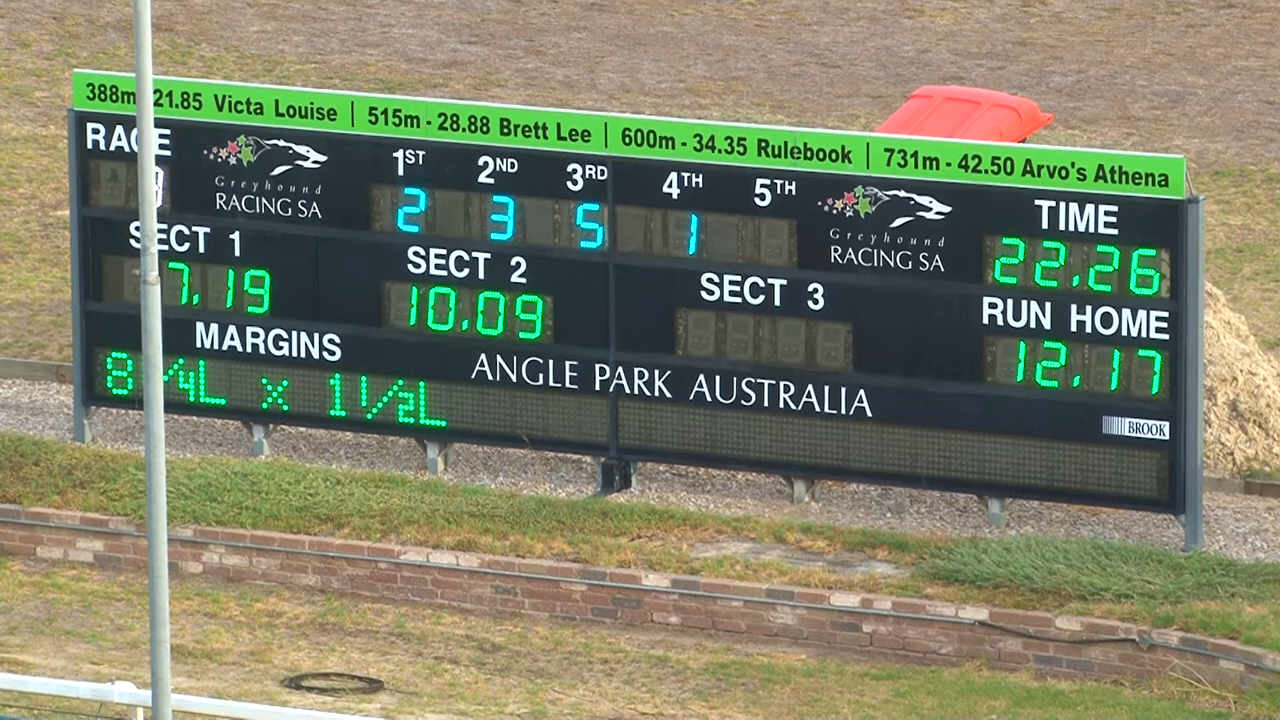 388m 21.85 Victa Louise | 515m - 28.88 Brett Lee | 600m - 34.35 Rulebook | 731m - 42.50 Arvo's Athena
RACE
Greyhound
RACING SA
1ST 2ND 3RD 4TH 5TH
2 3 5 1
Greyhound
RACING SA
TIME
22.26
SECT 1
7.19
SECT 2
10.09
SECT 3
RUN HOME
12.17
MARGINS
8 ¼L x 1½L
ANGLE PARK AUSTRALIA
BROOK